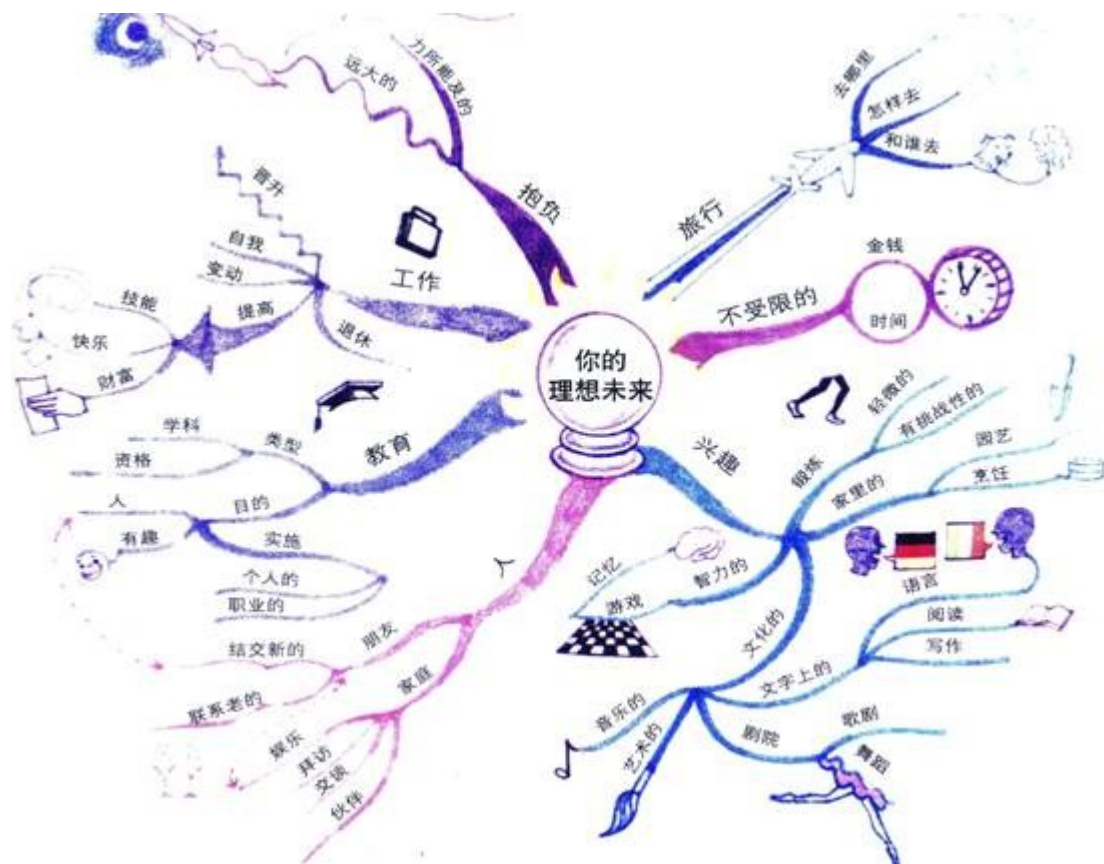 你的
理想未来
旅行
去哪里
怎样去
和谁去
不受限的
金钱
时间
兴趣
锻炼
轻微的
有挑战性的
家里的
园艺
烹饪
智力的
记忆
游戏
文化的
文字上的
语言
阅读
写作
剧院
歌剧
舞蹈
艺术的
音乐的
人
朋友
结交新的
联系老的
家庭
娱乐
拜访
交谈
伙伴
教育
类型
学科
资格
目的
人
有趣
实施
个人的
职业的
工作
晋升
自我
变动
提高
技能
快乐
财富
退休
抱负
远大的
力所能及的